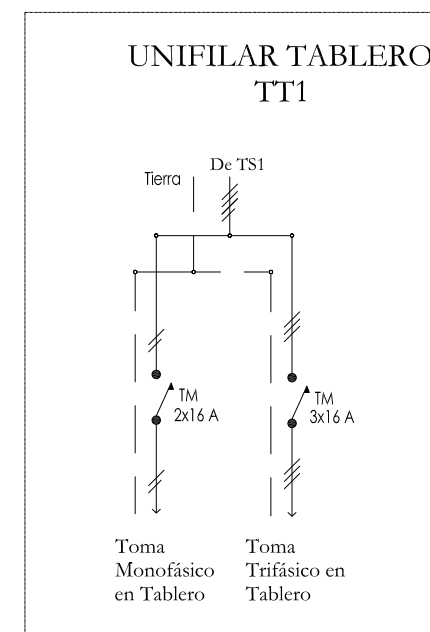 UNIFILAR TABLERO
TT1
De TS1
Tierra
TM
2x16 A
TM
3x16 A
Toma
Monofásico
en Tablero
Toma
Trifásico en
Tablero